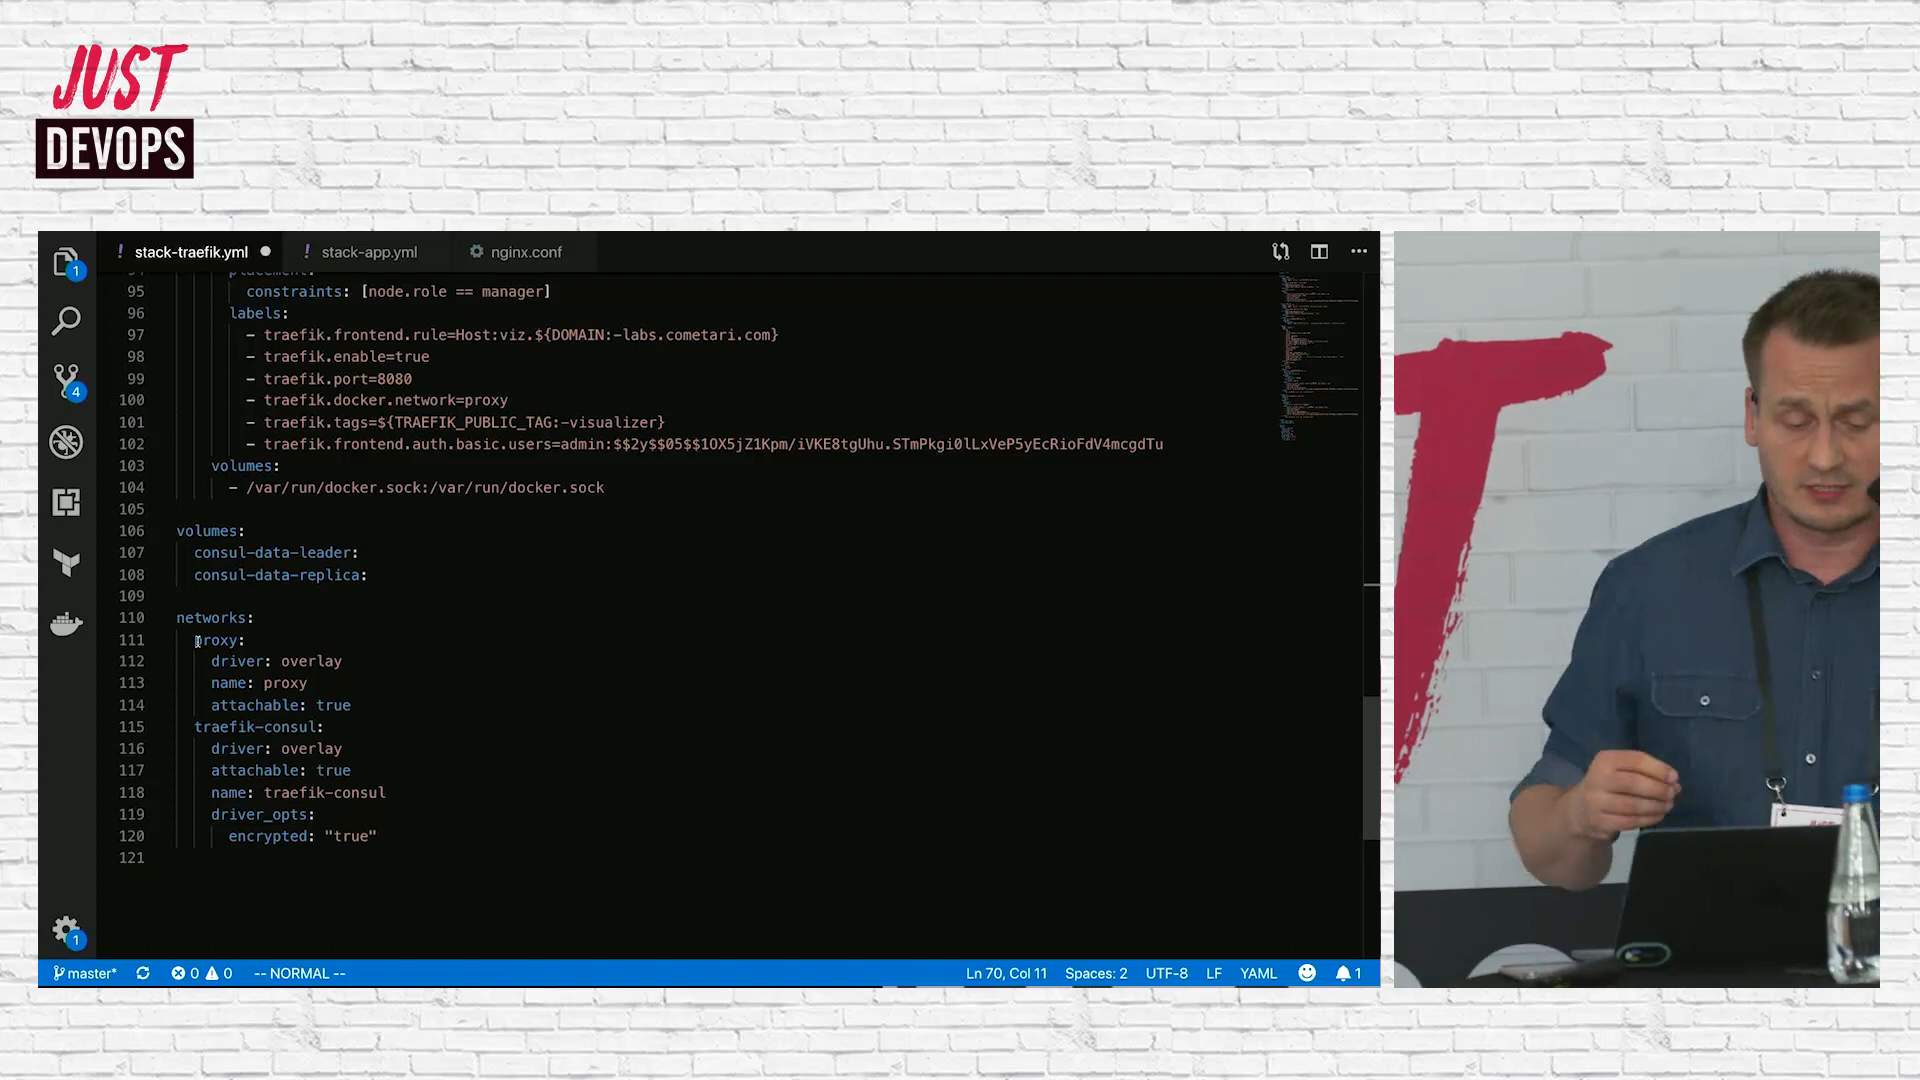 JUST
DEVOPS
! stack-traefik.yml
! stack-app.yml
nginx.conf
1
4
1
94 placement:
95 constraints: [node.role == manager]
96 labels:
97 - traefik.frontend.rule=Host:viz.${DOMAIN:-labs.cometari.com}
98 - traefik.enable=true
99 - traefik.port=8080
100 - traefik.docker.network=proxy
101 - traefik.tags=${TRAEFIK_PUBLIC_TAG:-visualizer}
102 - traefik.frontend.auth.basic.users=admin:$$2y$$05$$1OX5jZ1Kpm/iVKE8tgUhu.STmPkgi0lLxVeP5yEcRioFdV4mcgdTu
103 volumes:
104 - /var/run/docker.sock:/var/run/docker.sock
105
106 volumes:
107 consul-data-leader:
108 consul-data-replica:
109
110 networks:
111 proxy:
112 driver: overlay
113 name: proxy
114 attachable: true
115 traefik-consul:
116 driver: overlay
117 attachable: true
118 name: traefik-consul
119 driver_opts:
120 encrypted: "true"
121
master* 0 0 -- NORMAL -- Ln 70, Col 11 Spaces: 2 UTF-8 LF YAML 1